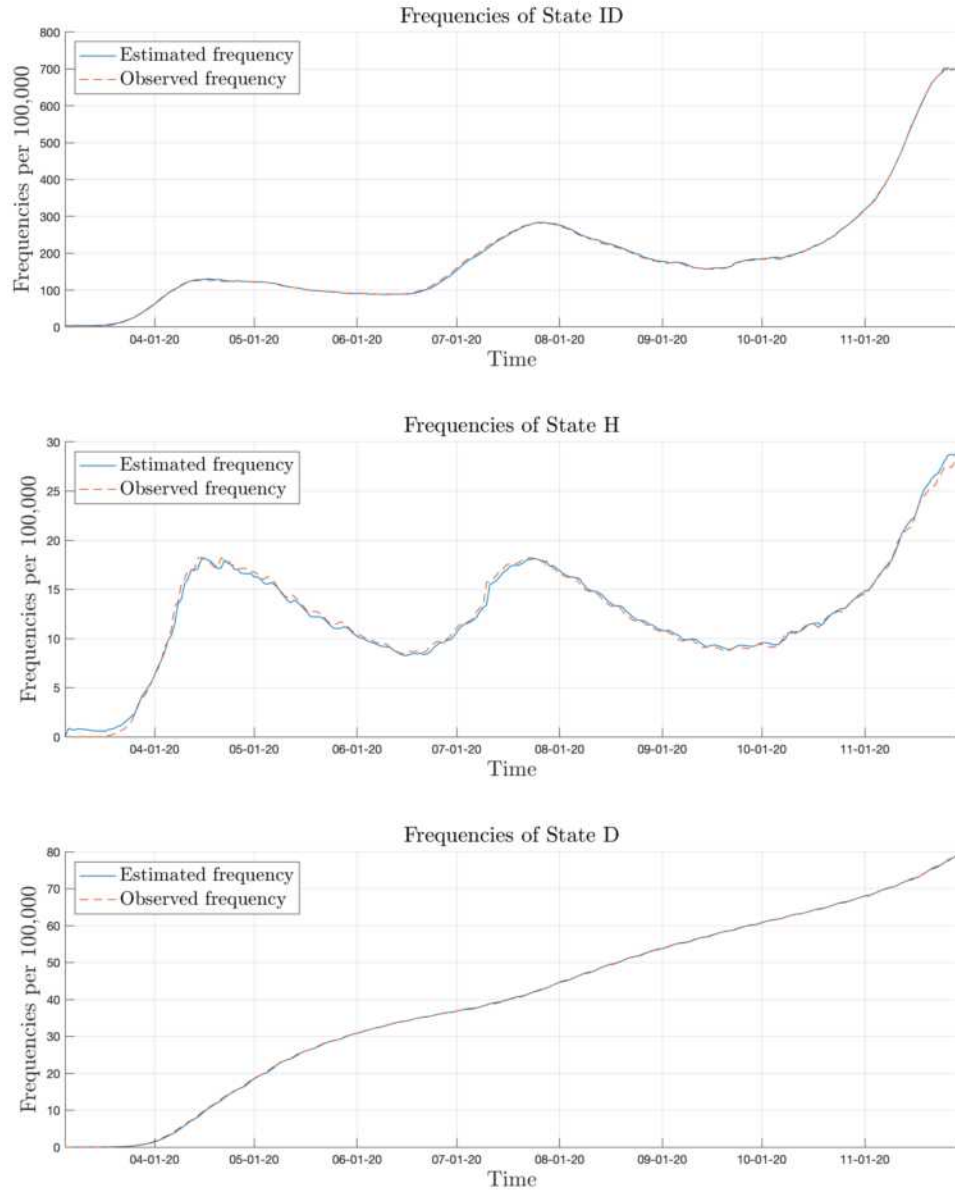 Frequencies of State ID
800
700
600
500
400
300
200
100
0
Frequencies per 100,000
Estimated frequency
Observed frequency
04-01-20 05-01-20 06-01-20 07-01-20 08-01-20 09-01-20 10-01-20 11-01-20
Time
Frequencies of State H
30
25
20
15
10
5
0
Frequencies per 100,000
Estimated frequency
Observed frequency
04-01-20 05-01-20 06-01-20 07-01-20 08-01-20 09-01-20 10-01-20 11-01-20
Time
Frequencies of State D
80
70
60
50
40
30
20
10
0
Frequencies per 100,000
Estimated frequency
Observed frequency
04-01-20 05-01-20 06-01-20 07-01-20 08-01-20 09-01-20 10-01-20 11-01-20
Time